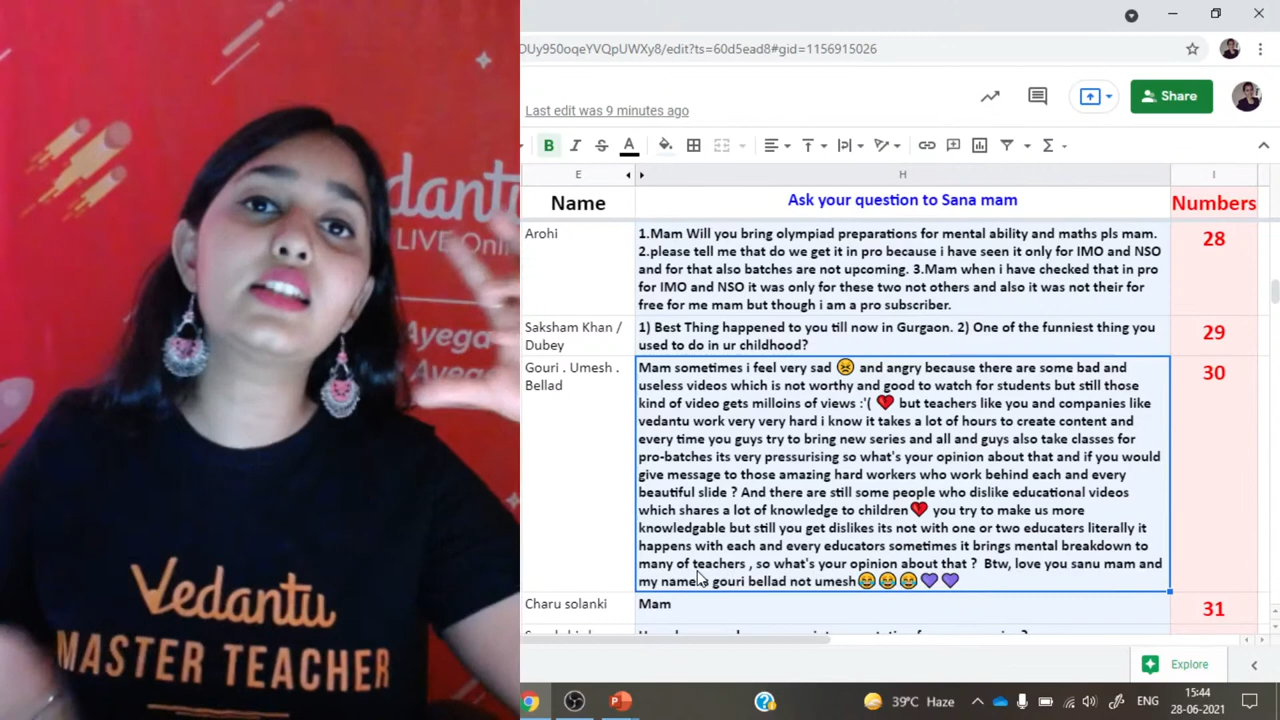 Vedantu
LIVE Onli
Ayega
Ayega
Vedantu
MASTER TEACHER
DUy950oqeYVQpUWXy8/edit?ts=60d5ead8#gid=1156915026
Last edit was 9 minutes ago
Share
B I S A
E H I
Name Ask your question to Sana mam Numbers
Arohi
1.Mam Will you bring olympiad preparations for mental ability and maths pls mam.
2.please tell me that do we get it in pro because i have seen it only for IMO and NSO
and for that also batches are not upcoming. 3.Mam when i have checked that in pro
for IMO and NSO it was only for these two not others and also it was not their for
free for me mam but though i am a pro subscriber.
28
Saksham Khan /
Dubey
1) Best Thing happened to you till now in Gurgaon. 2) One of the funniest thing you
used to do in ur childhood?
29
Gouri . Umesh .
Bellad
Mam sometimes i feel very sad 😣 and angry because there are some bad and
useless videos which is not worthy and good to watch for students but still those
kind of video gets milloins of views :'( 💔 but teachers like you and companies like
vedantu work very very hard i know it takes a lot of hours to create content and
every time you guys try to bring new series and all and guys also take classes for
pro-batches its very pressurising so what's your opinion about that and if you would
give message to those amazing hard workers who work behind each and every
beautiful slide ? And there are still some people who dislike educational videos
which shares a lot of knowledge to children 💔 you try to make us more
knowledgable but still you get dislikes its not with one or two educaters literally it
happens with each and every educators sometimes it brings mental breakdown to
many of teachers , so what's your opinion about that ? Btw, love you sanu mam and
my name gouri bellad not umesh😂😂😂💜💜
30
Charu solanki
Mam
31
Explore
39°C Haze
ENG
15:44
28-06-2021